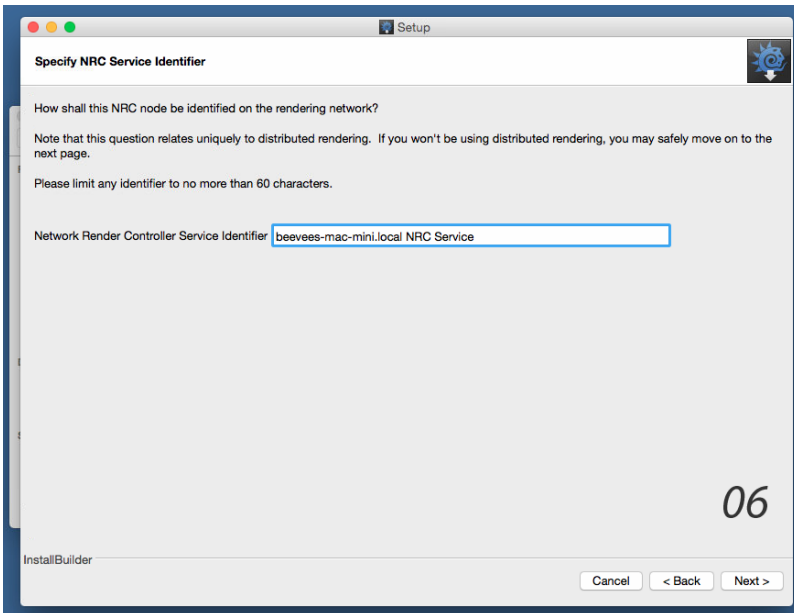 Setup
Specify NRC Service Identifier
How shall this NRC node be identified on the rendering network?
Note that this question relates uniquely to distributed rendering.  If you won't be using distributed rendering, you may safely move on to the
next page.
Please limit any identifier to no more than 60 characters.
Network Render Controller Service Identifier beevees-mac-mini.local NRC Service
06
InstallBuilder
Cancel < Back Next >